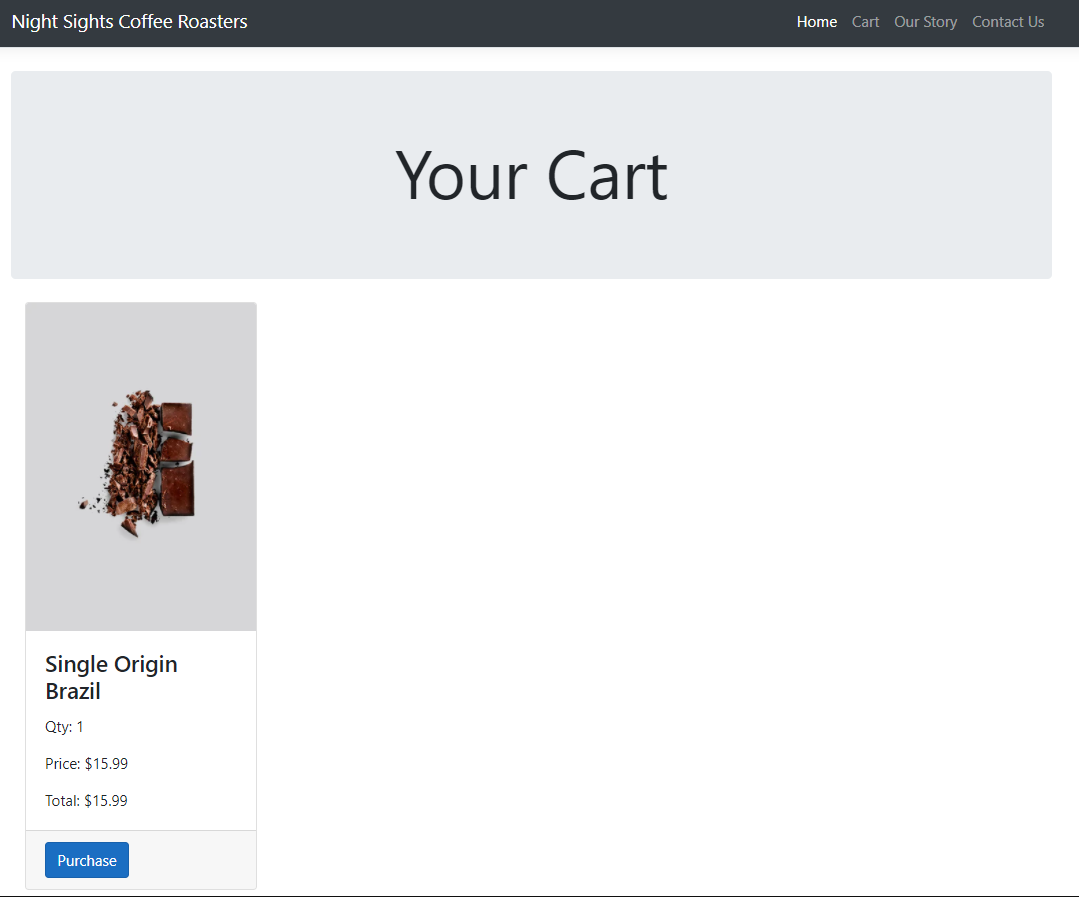 Night Sights Coffee Roasters Home Cart Our Story Contact Us
Your Cart
Single Origin
Brazil
Qty: 1
Price: $15.99
Total: $15.99
Purchase